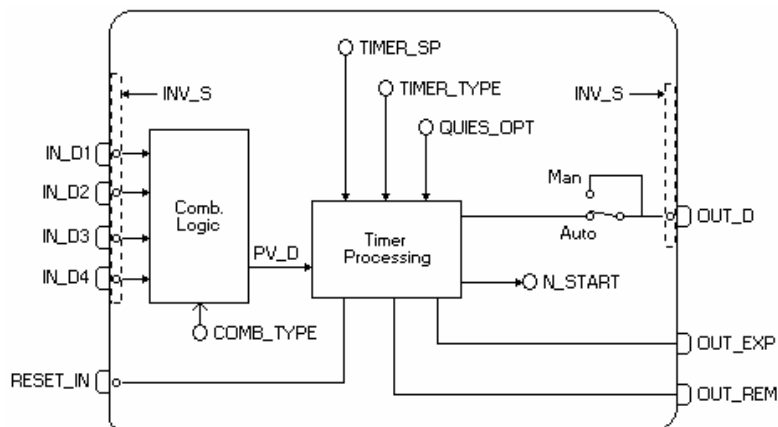 TIMER_SP
INV_S
TIMER_TYPE
INV_S
QUIES_OPT
IN_D1
IN_D2
IN_D3
IN_D4
Comb.
Logic
PV_D
Timer
Processing
Man
Auto
OUT_D
N_START
COMB_TYPE
OUT_EXP
RESET_IN
OUT_REM